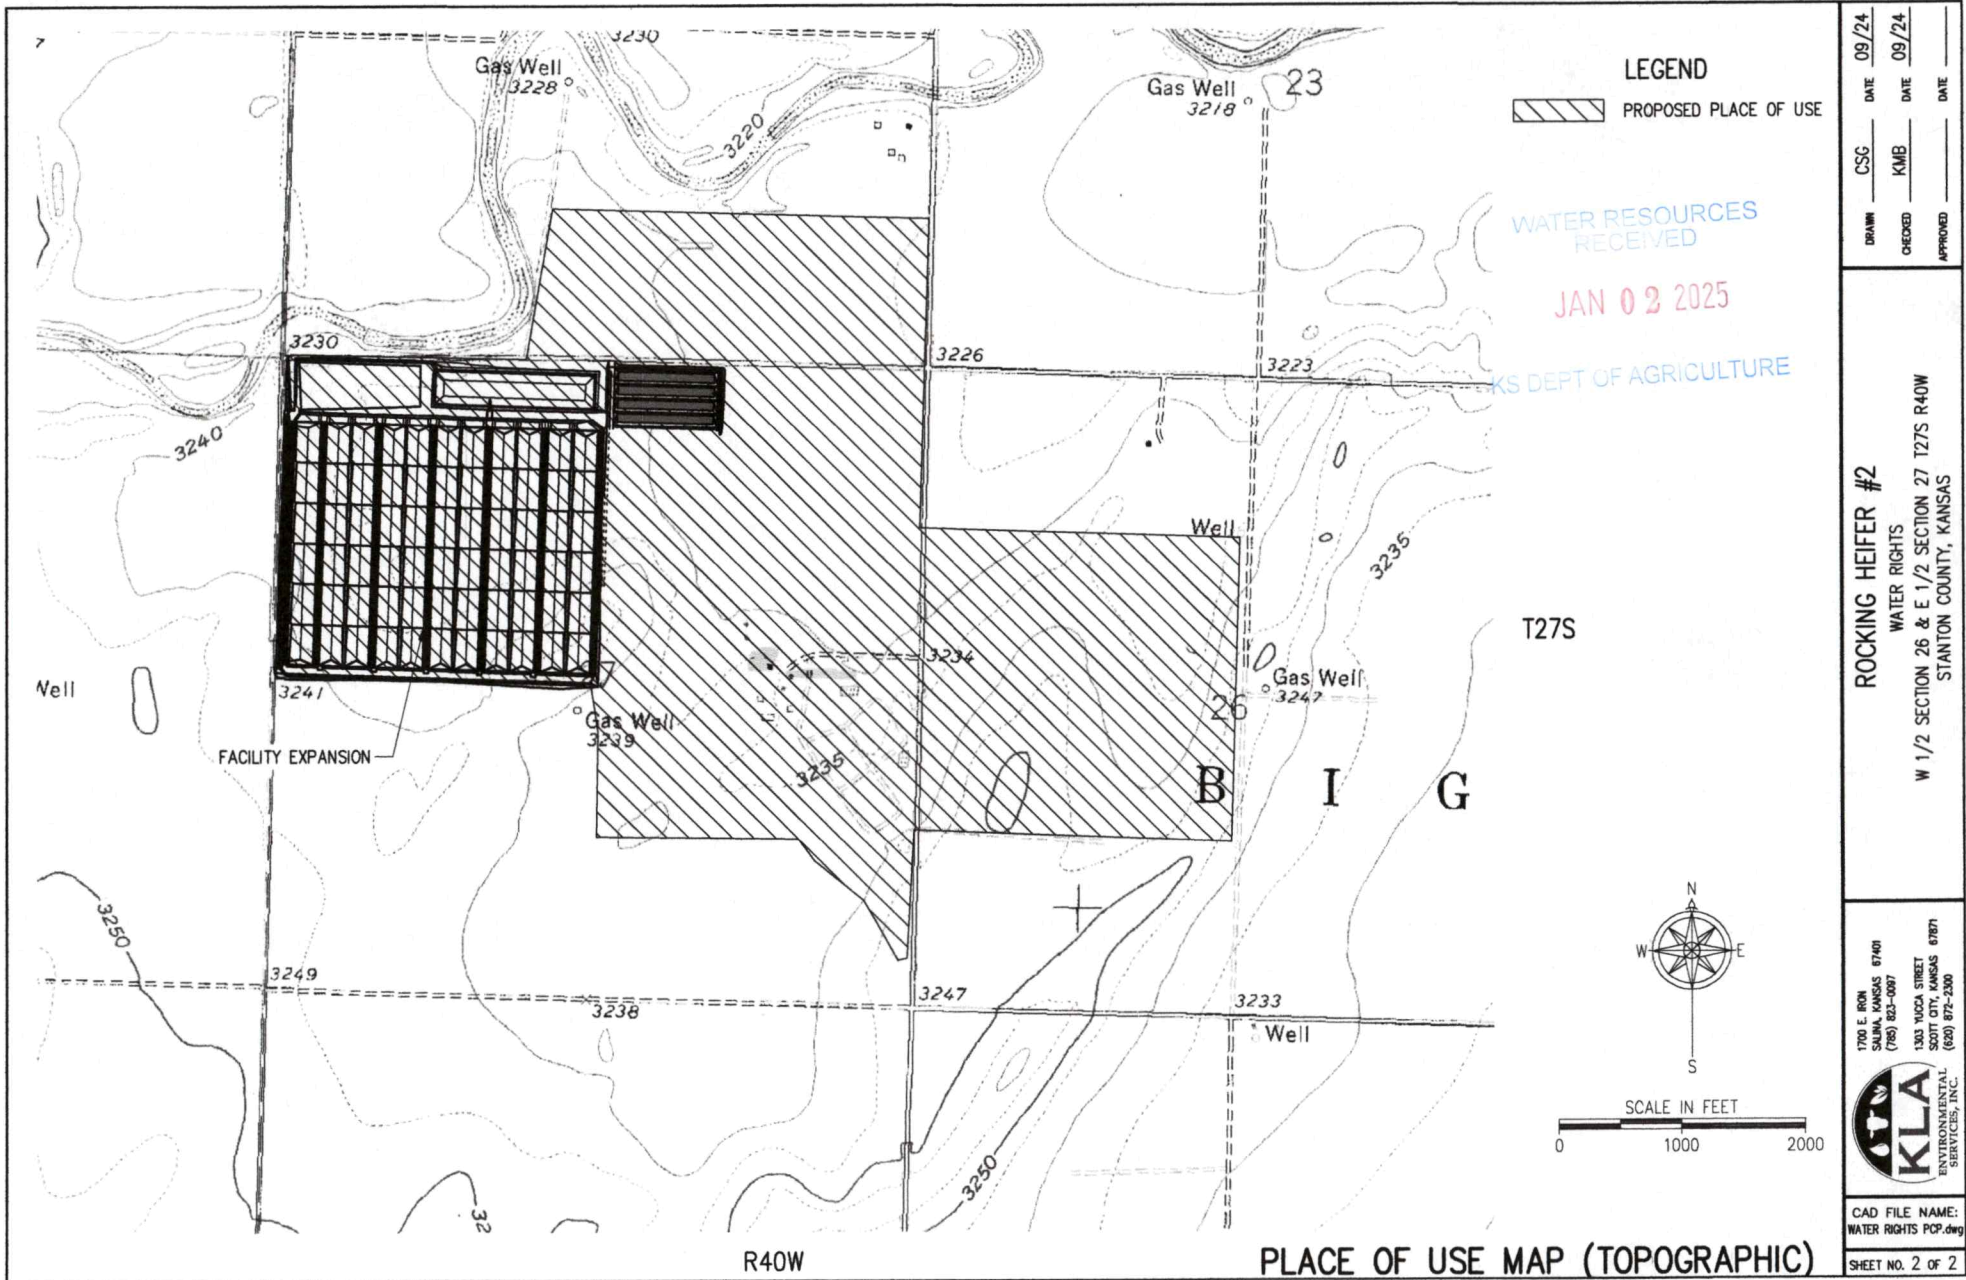 7
3230
Gas Well
3228
3220
Gas Well
3218
23
3230
3226
3223
3240
Well
3235
3234
3241
Gas Well
3247
26
Gas Well
3239
3235
FACILITY EXPANSION
B I G
3250
3249
3238
3247
3233
Well
3250
32
R40W
T27S
LEGEND
PROPOSED PLACE OF USE
WATER RESOURCES
RECEIVED
JAN 02 2025
KS DEPT OF AGRICULTURE
N
W
E
S
SCALE IN FEET
0 1000 2000
PLACE OF USE MAP (TOPOGRAPHIC)
DRAWN CSG DATE 09/24
CHECKED KMB DATE 09/24
APPROVED DATE
ROCKING HEIFER #2
WATER RIGHTS
W 1/2 SECTION 26 & E 1/2 SECTION 27 T27S R40W
STANTON COUNTY, KANSAS
1700 E. IRON
SALINA, KANSAS 67401
(785) 823-0097
1303 YUCCA STREET
SCOTT CITY, KANSAS 67871
(620) 872-2300
KLA
ENVIRONMENTAL
SERVICES, INC.
CAD FILE NAME:
WATER RIGHTS PCP.dwg
SHEET NO. 2 OF 2